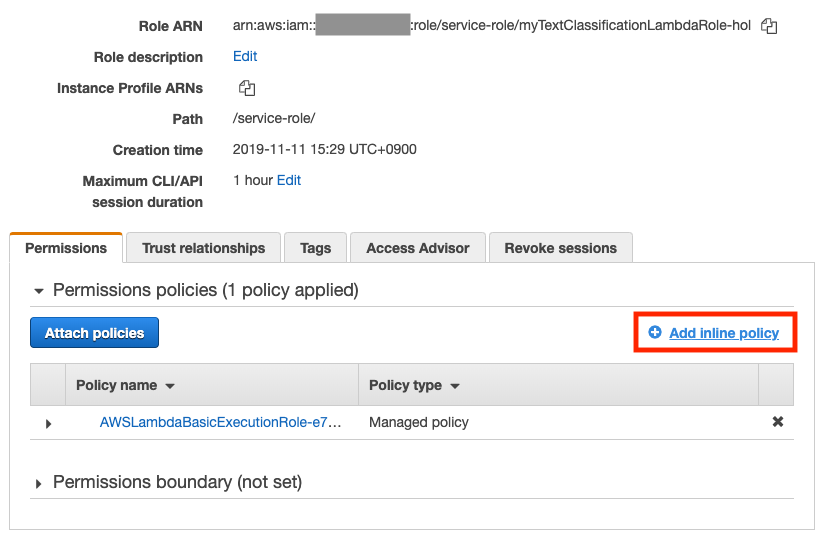 Role ARN arn:aws:iam:: :role/service-role/myTextClassificationLambdaRole-hol
Role description Edit
Instance Profile ARNs
Path /service-role/
Creation time 2019-11-11 15:29 UTC+0900
Maximum CLI/API 1 hour Edit
session duration
Permissions Trust relationships Tags Access Advisor Revoke sessions
Permissions policies (1 policy applied)
Attach policies Add inline policy
Policy name Policy type
AWSLambdaBasicExecutionRole-e7… Managed policy
Permissions boundary (not set)